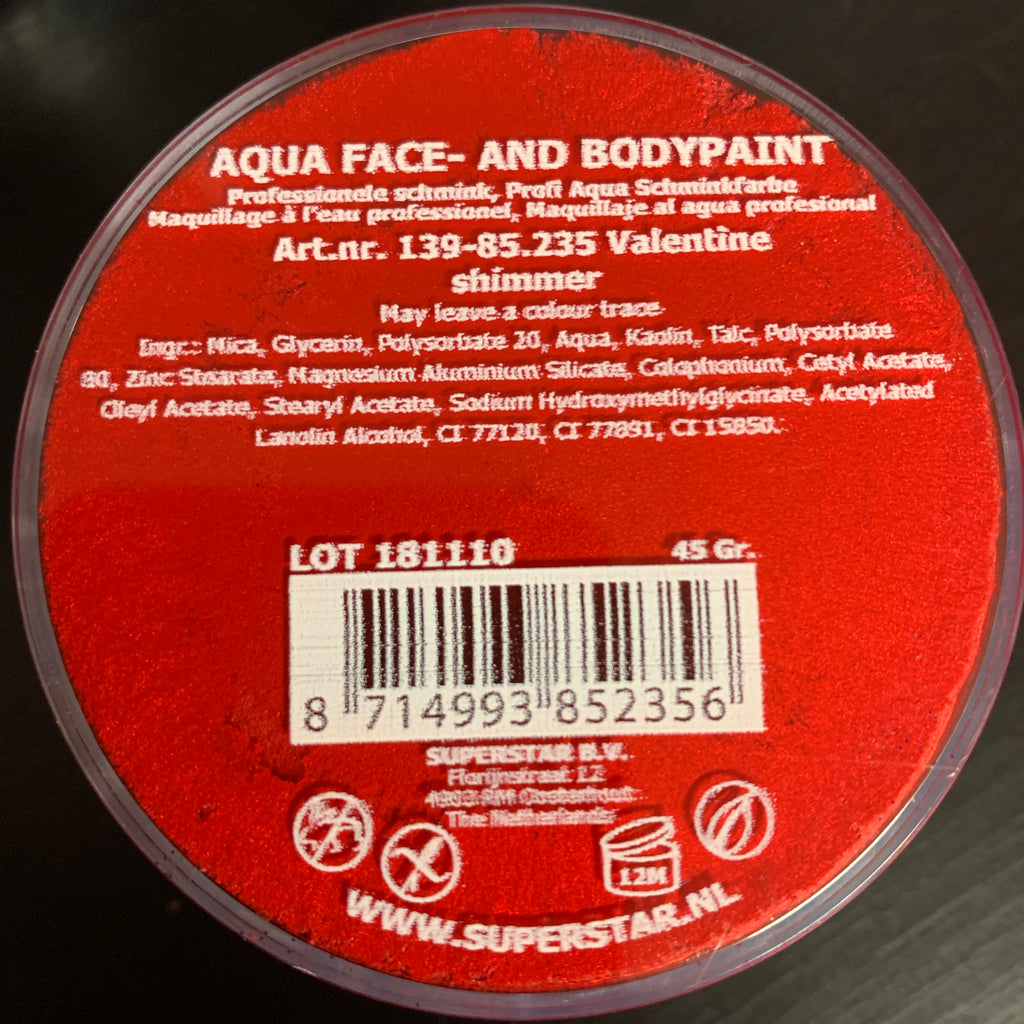 AQUA FACE- AND BODYPAINT
Professionele schmink, Profi Aqua Schminkfarbe
Maquillage à l'eau professionel, Maquillaje al aqua profesional
Art.nr. 139-85.235 Valentine
shimmer
May leave a colour trace
Ingr.: Mica, Glycerin, Polysorbate 20, Aqua, Kaolin, Talc, Polysorbate
80, Zinc Stearate, Magnesium Aluminium Silicate, Colophonium, Cetyl Acetate,
Oleyl Acetate, Stearyl Acetate, Sodium Hydroxymethylglycinate, Acetylated
Lanolin Alcohol, CI 77120, CI 77891, CI 15850.
LOT 181110 45 Gr.
8 714993 852356
SUPERSTAR B.V.
Florijnstraat 12
The Netherlands
12M
WWW.SUPERSTAR.NL